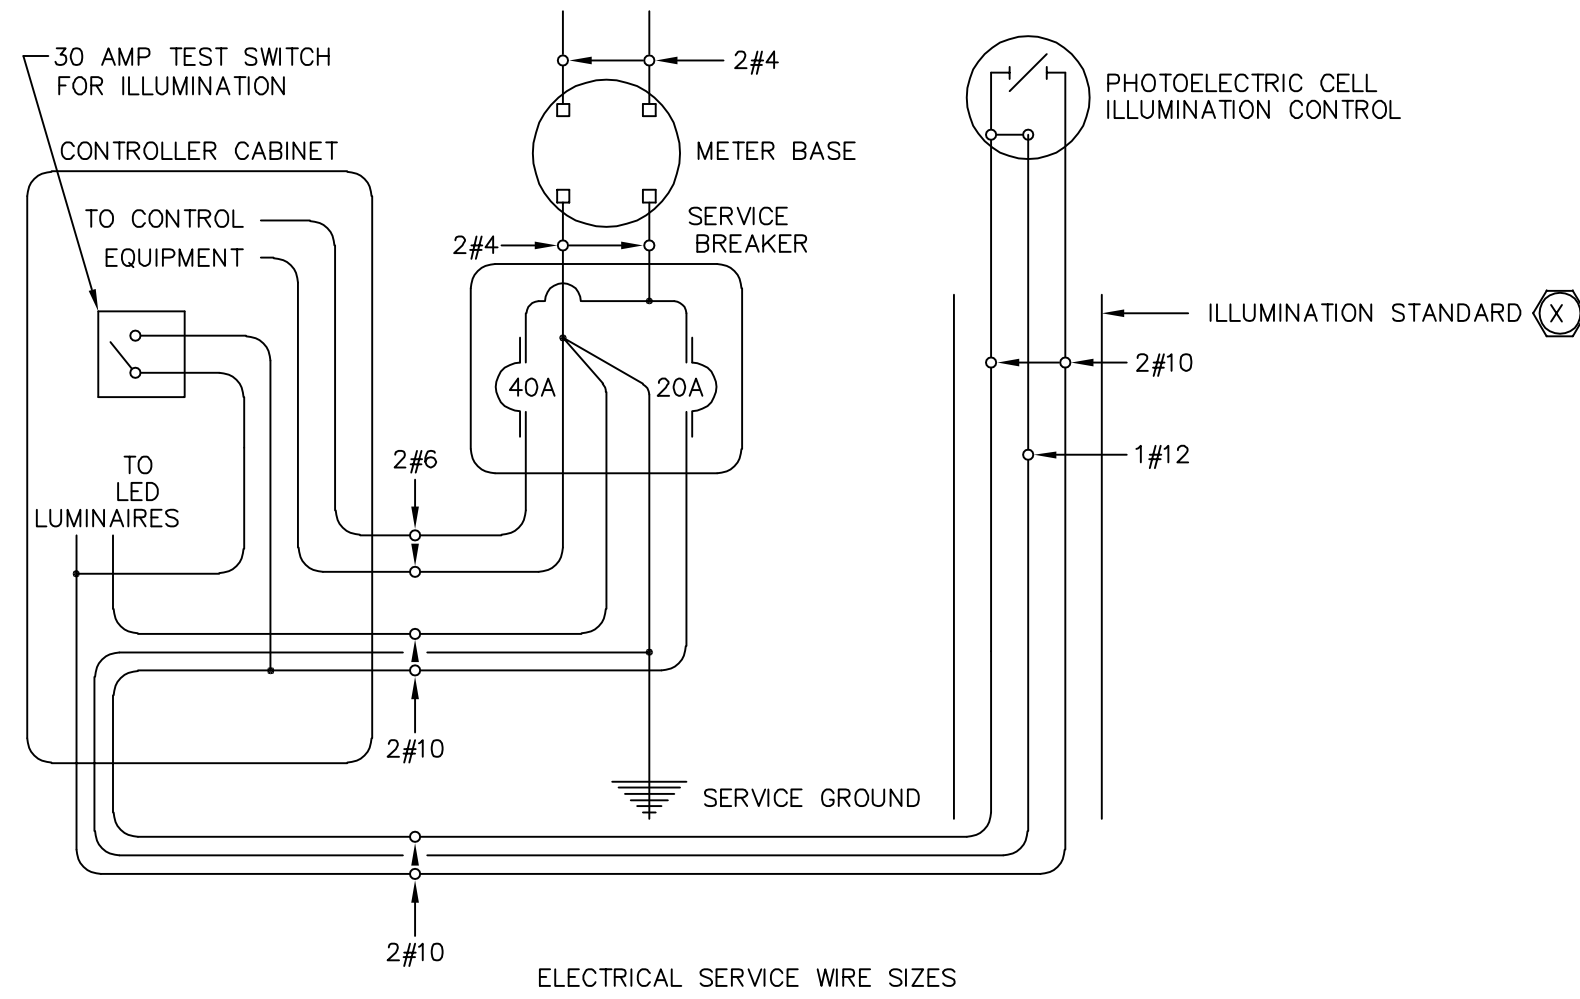 30 AMP TEST SWITCH
FOR ILLUMINATION
2#4
PHOTOELECTRIC CELL
ILLUMINATION CONTROL
CONTROLLER CABINET
METER BASE
TO CONTROL
EQUIPMENT
SERVICE
BREAKER
2#4
ILLUMINATION STANDARD X
2#10
40A
20A
1#12
2#6
TO
LED
LUMINAIRES
2#10
SERVICE GROUND
2#10
ELECTRICAL SERVICE WIRE SIZES